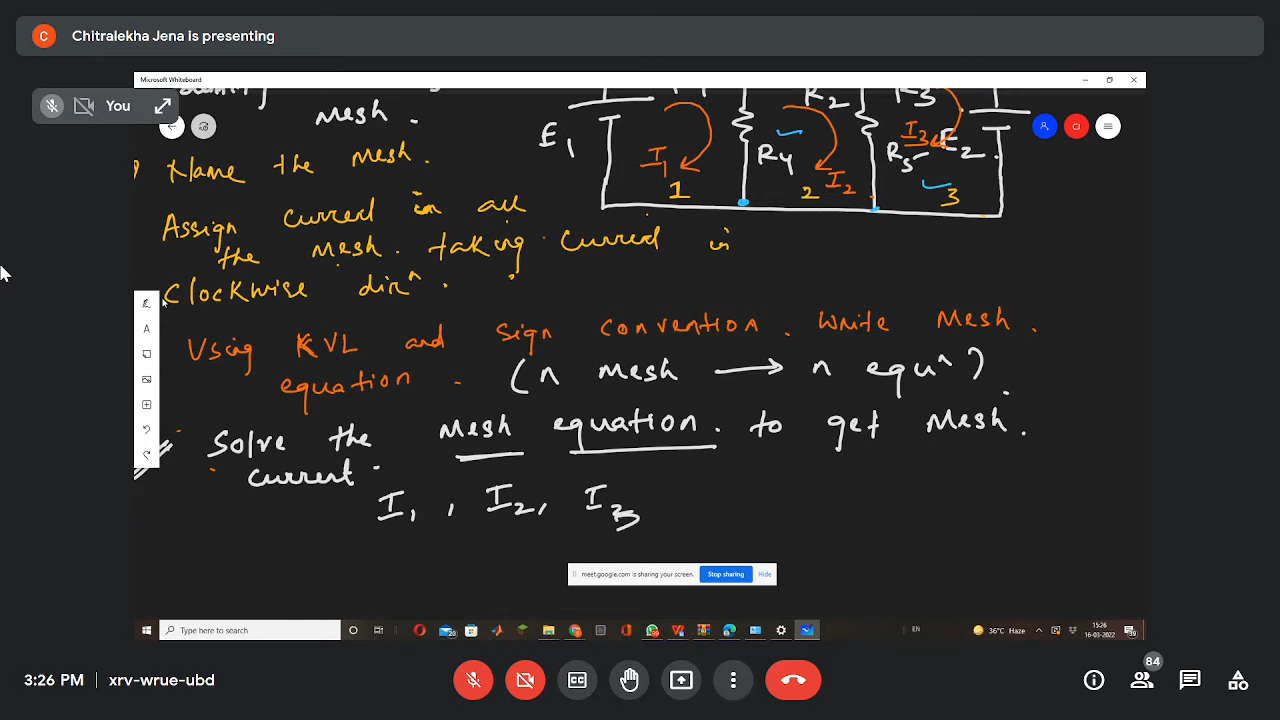 C Chitralekha Jena is presenting
Microsoft Whiteboard
You
mesh.
Name the mesh.
Assign current in all
the mesh. taking current in
clockwise dirⁿ.
Using KVL and sign convention. Write Mesh.
equation. (n mesh → n equⁿ)
Solve the mesh equation. to get Mesh.
current.
I₁, I₂, I₃
R2 R3
E1 R4 R5 E2
I1 I2 I3
1 2 3
CJ
meet.google.com is sharing your screen. Stop sharing Hide
Type here to search
EN 36°C Haze 15:26
16-03-2022
84
3:26 PM | xrv-wrue-ubd